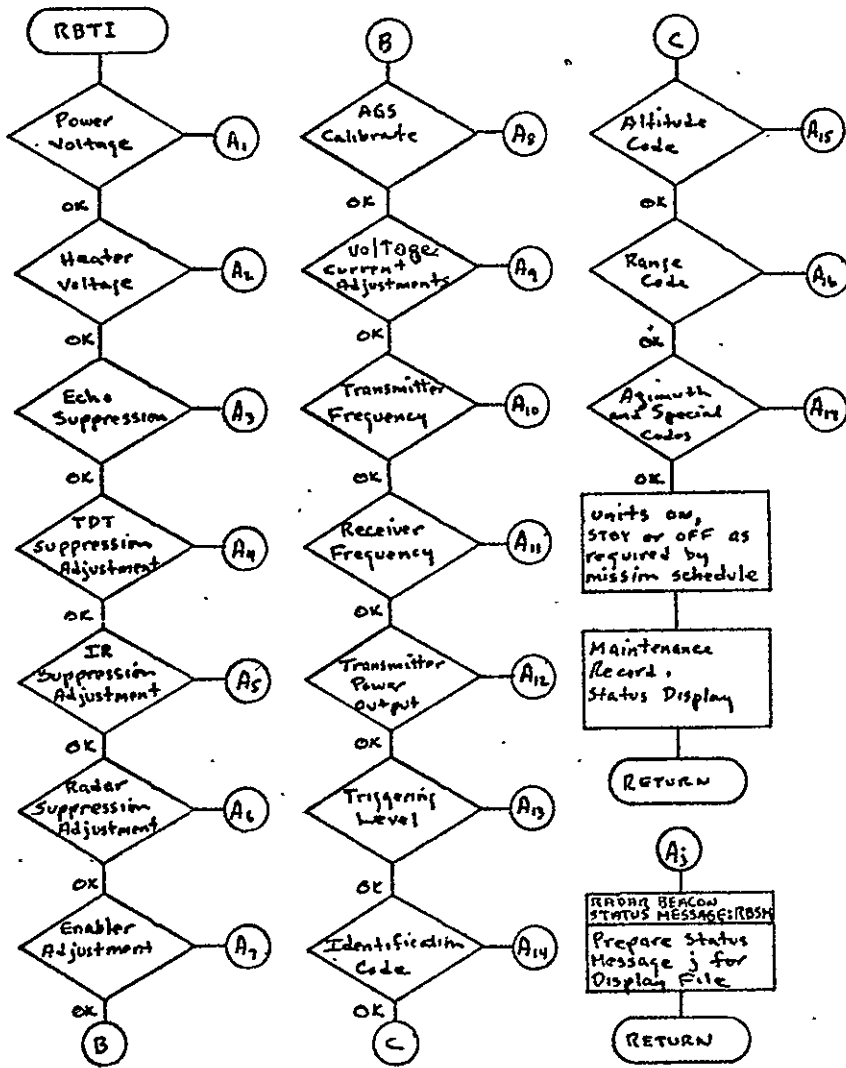 RBTI
Power
Voltage
A1
OK
Heater
Voltage
A2
OK
Echo
Suppression
A3
OK
TDT
Suppression
Adjustment
A4
OK
IR
Suppression
Adjustment
A5
OK
Radar
Suppression
Adjustment
A6
OK
Enabler
Adjustment
A7
OK
B
B
AGS
Calibrate
A8
OK
Voltage
Current
Adjustments
A9
OK
Transmitter
Frequency
A10
OK
Receiver
Frequency
A11
OK
Transmitter
Power
Output
A12
OK
Triggering
Level
A13
OK
Identification
Code
A14
OK
C
C
Altitude
Code
A15
OK
Range
Code
A16
OK
Azimuth
and Special
Codes
A17
OK
Units on,
STBY or OFF as
required by
missim schedule
Maintenance
Record,
Status Display
RETURN
Aj
RADAR BEACON
STATUS MESSAGE:RBSM
Prepare Status
Message j for
Display File
RETURN